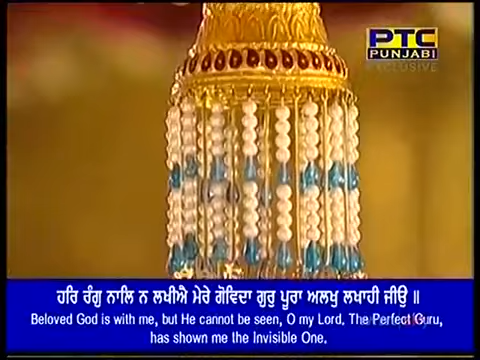 PTC
PUNJABI
EXCLUSIVE
ਹਰਿ ਰੰਗੁ ਨਾਲਿ ਨ ਲਖੀਐ ਮੇਰੇ ਗੋਵਿਦਾ ਗੁਰੁ ਪੂਰਾ ਅਲਖੁ ਲਖਾਹੀ ਜੀਉ ॥
Beloved God is with me, but He cannot be seen, O my Lord. The Perfect Guru,
has shown me the Invisible One.